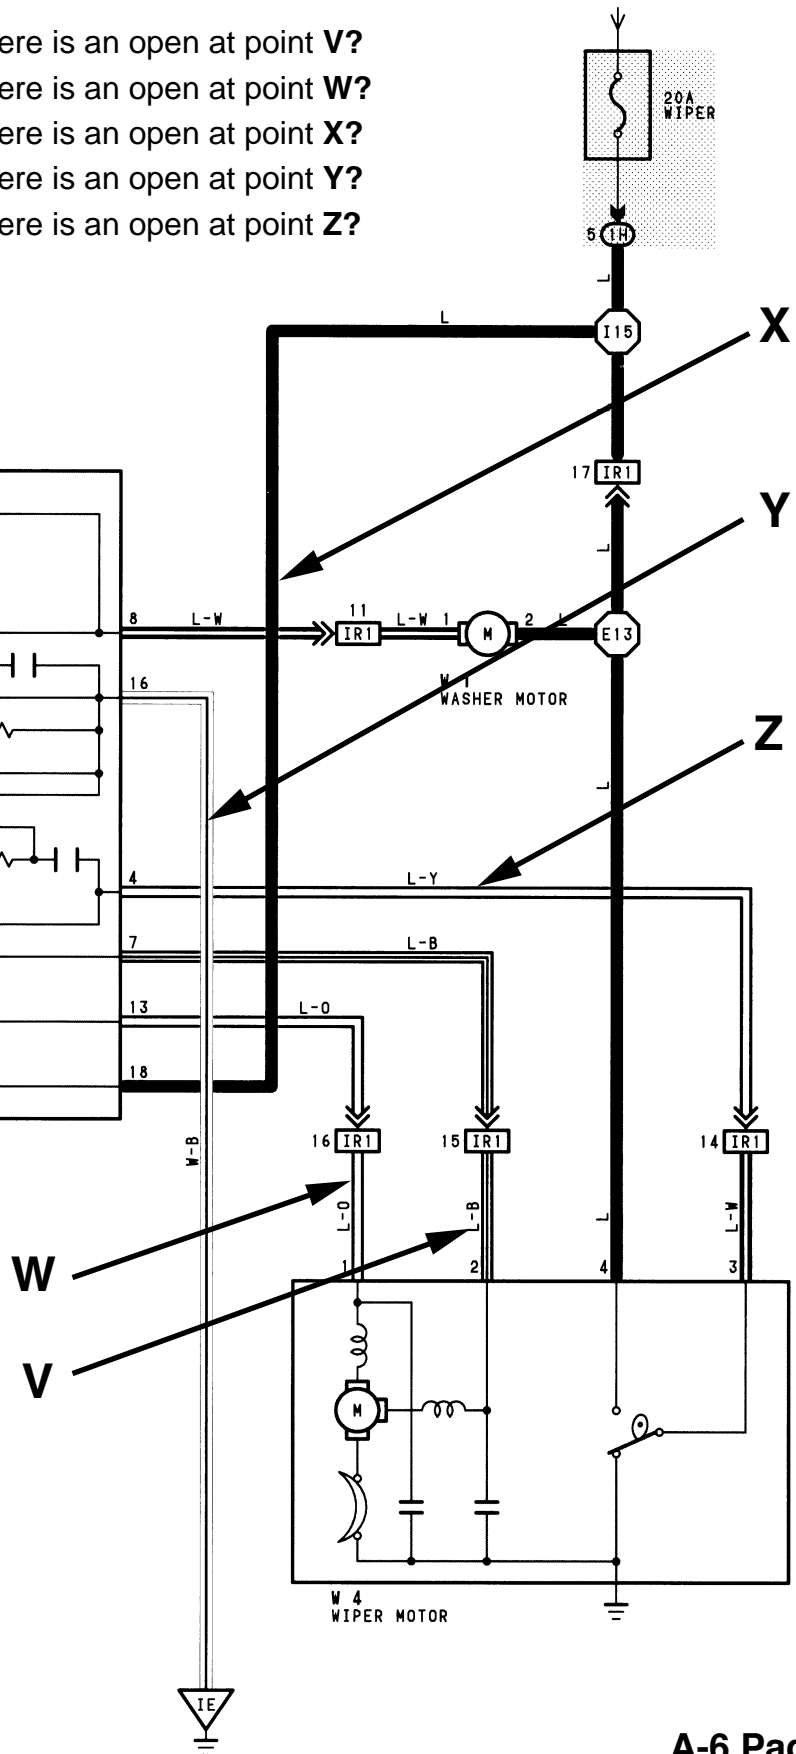 ere is an open at point V?
ere is an open at point W?
ere is an open at point X?
ere is an open at point Y?
ere is an open at point Z?
20A
WIPER
5 1H
L
L
I15
X
17 IR1
Y
L
8 L-W
11
IR1
L-W 1
M
2 L
E13
16
W 1
WASHER MOTOR
Z
L
4 L-Y
7 L-B
13 L-O
18
W-B
16 IR1
15 IR1
14 IR1
W
L-O
L-B
L
L-W
1
2
4
3
V
M
W 4
WIPER MOTOR
IE
A-6 Pag